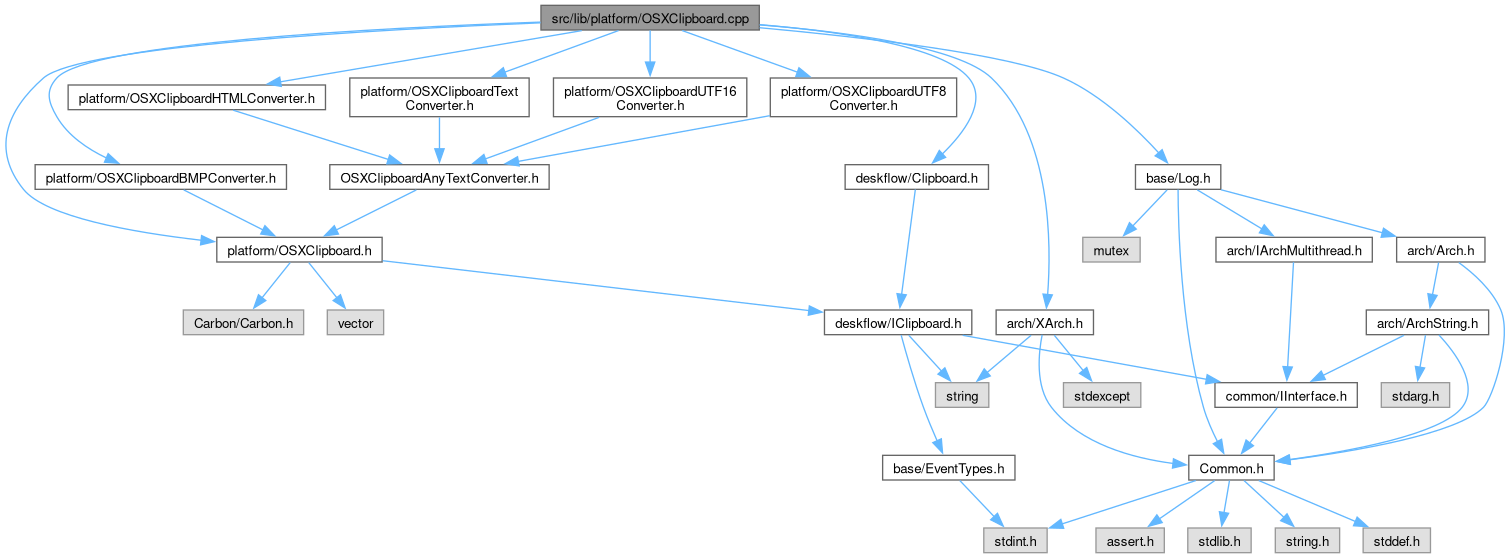 src/lib/platform/OSXClipboard.cpp
platform/OSXClipboardHTMLConverter.h
platform/OSXClipboardText
Converter.h
platform/OSXClipboardUTF16
Converter.h
platform/OSXClipboardUTF8
Converter.h
platform/OSXClipboardBMPConverter.h
OSXClipboardAnyTextConverter.h
deskflow/Clipboard.h
base/Log.h
platform/OSXClipboard.h
mutex
arch/IArchMultithread.h
arch/Arch.h
Carbon/Carbon.h
vector
deskflow/IClipboard.h
arch/XArch.h
arch/ArchString.h
string
stdexcept
common/IInterface.h
stdarg.h
base/EventTypes.h
Common.h
stdint.h
assert.h
stdlib.h
string.h
stddef.h